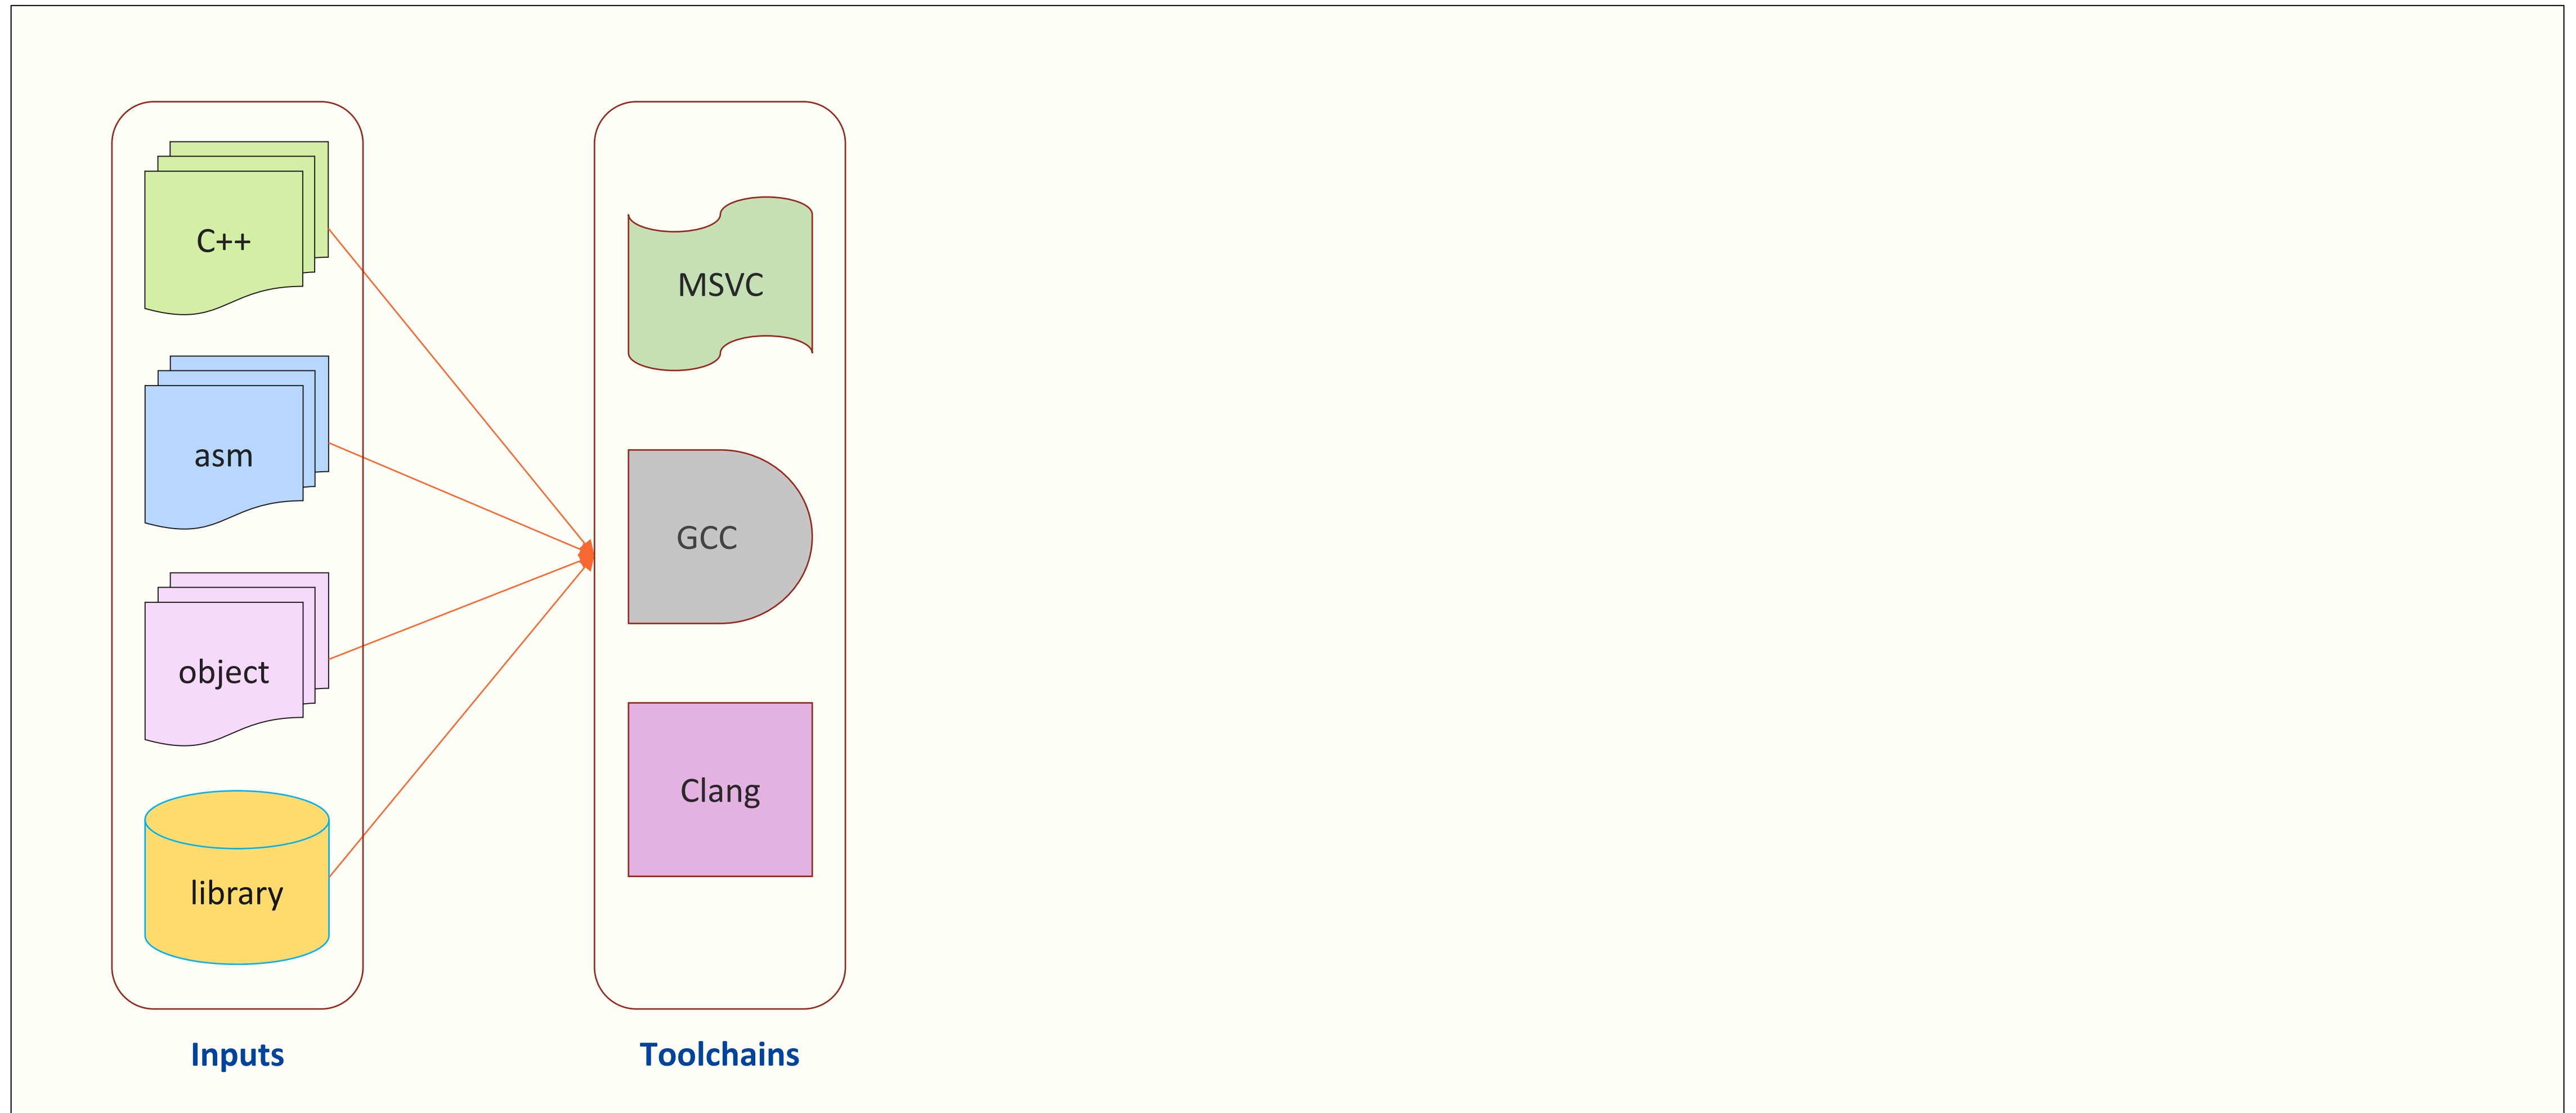 C++
asm
object
library
Inputs
MSVC
GCC
Clang
Toolchains